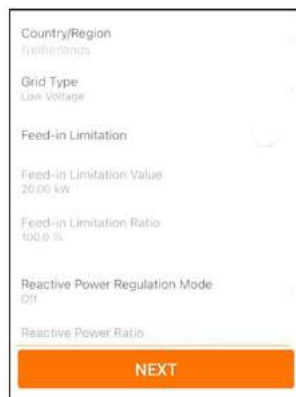 Country/Region
Netherlands
Grid Type
Low Voltage
Feed-in Limitation
Feed-in Limitation Value
20.00 kW
Feed-in Limitation Ratio
100.0 %
Reactive Power Regulation Mode
Off
Reactive Power Ratio
NEXT